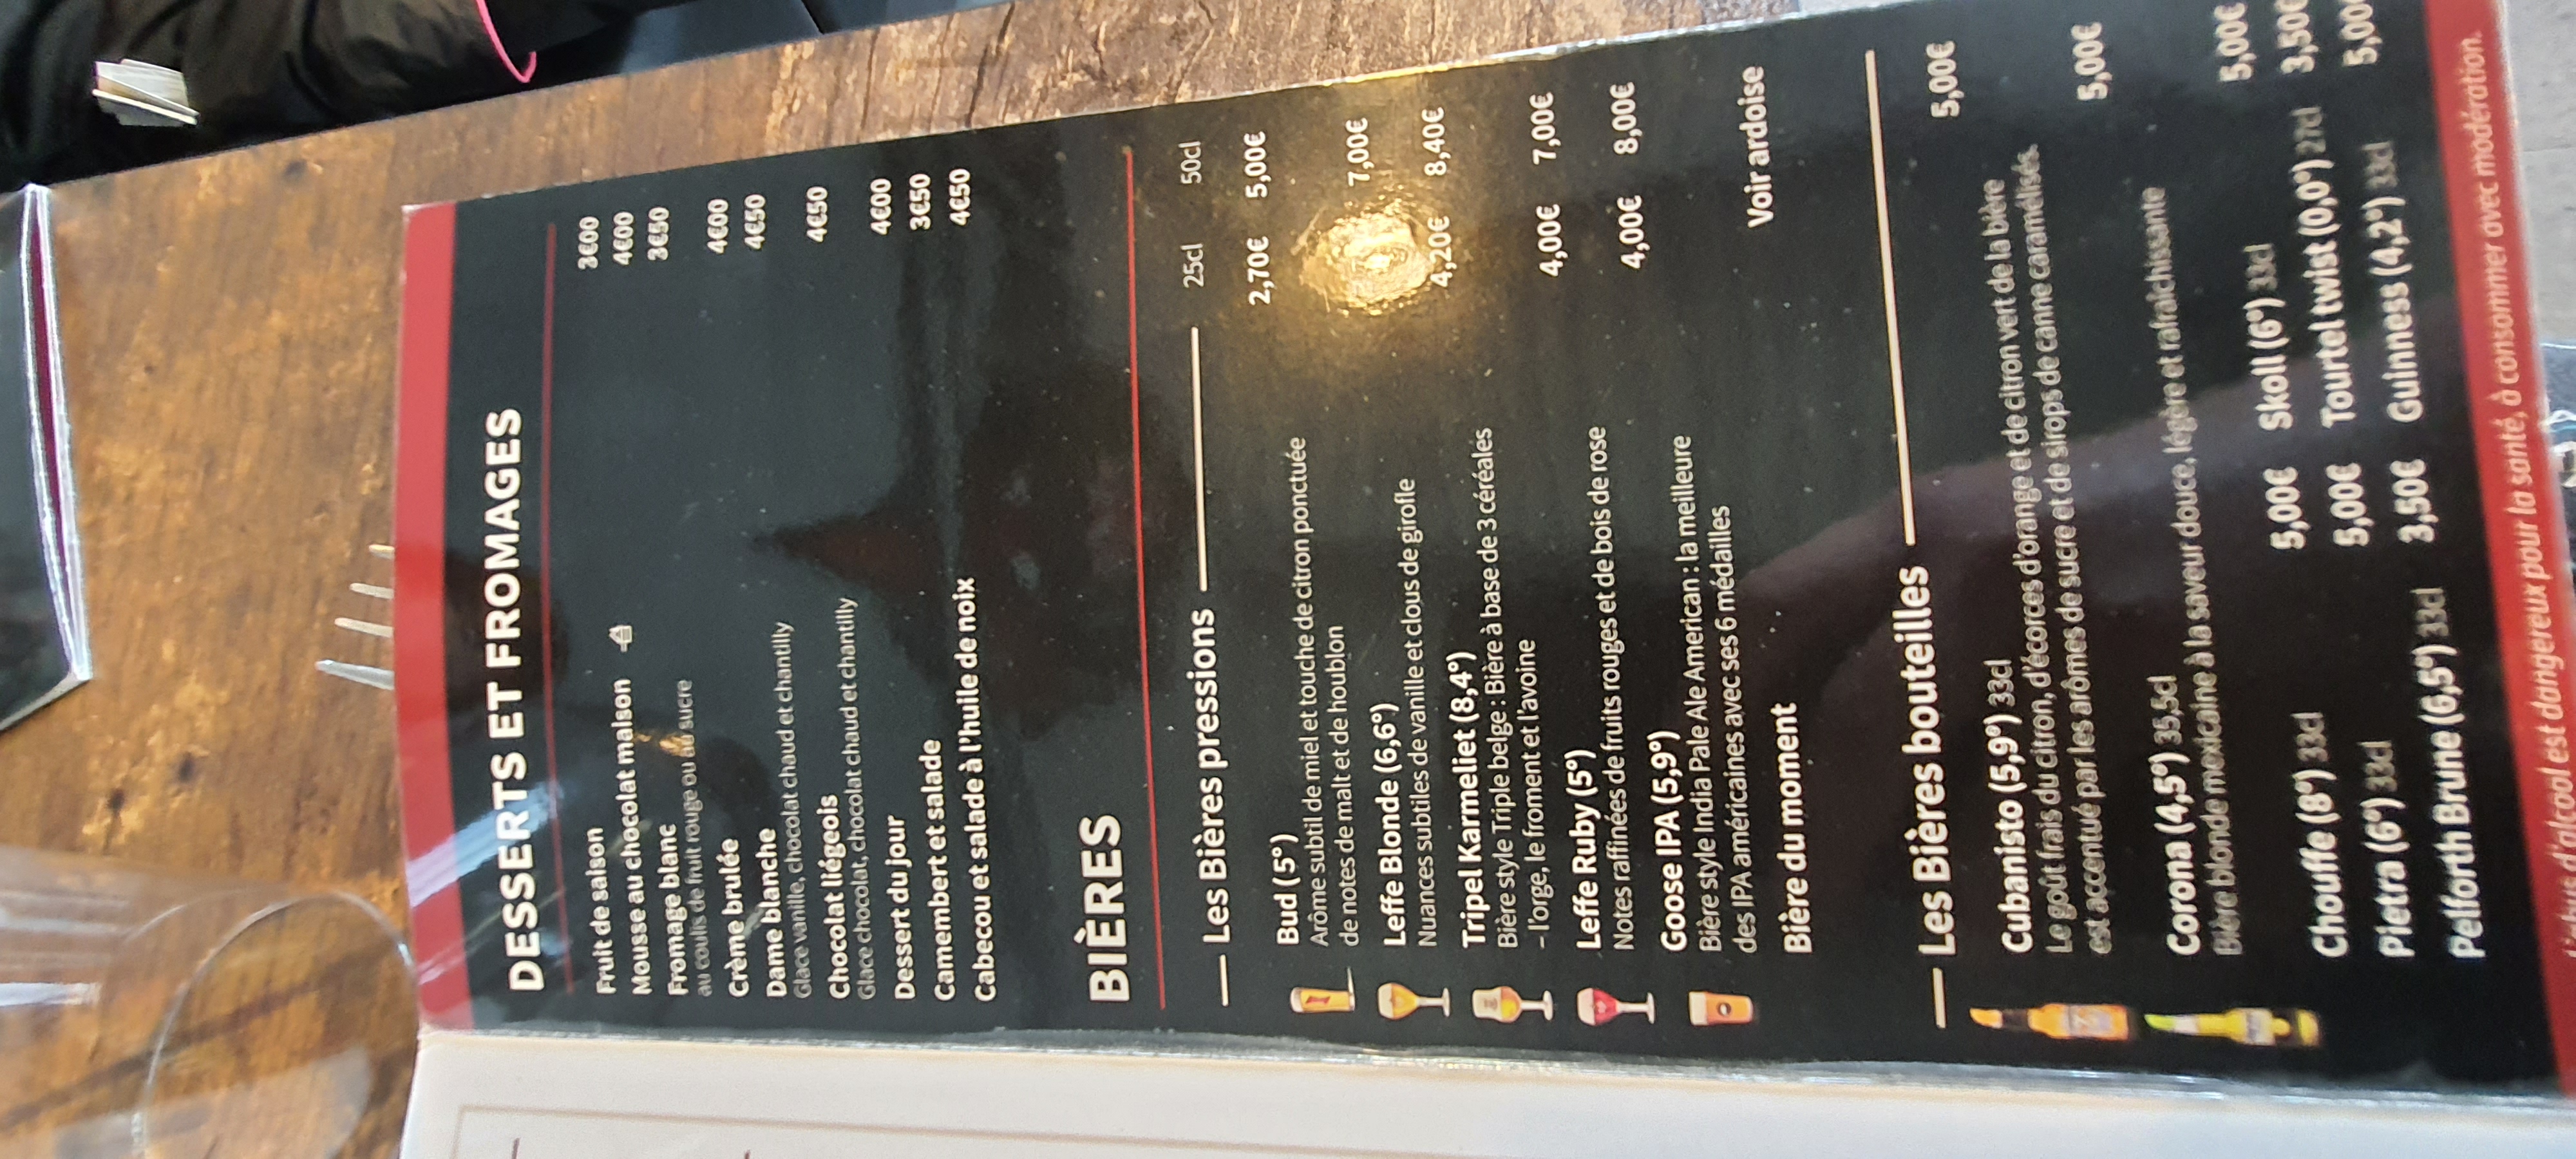 DESSERTS ET FROMAGES
Fruit de saison 3€00
Mousse au chocolat maison 4€00
Fromage blanc 3€50
au coulis de fruit rouge ou au sucre
Crème brulée 4€00
Dame blanche 4€50
Glace vanille, chocolat chaud et chantilly
Chocolat liégeois 4€50
Glace chocolat, chocolat chaud et chantilly
Dessert du jour 4€00
Camembert et salade 3€50
Cabecou et salade à l'huile de noix 4€50
BIÈRES
Les Bières pressions 25cl 50cl
Bud (5°) 2,70€ 5,00€
Arôme subtil de miel et touche de citron ponctuée
de notes de malt et de houblon
Leffe Blonde (6,6°) 7,00€
Nuances subtiles de vanille et clous de girofle
Tripel Karmeliet (8,4°) 4,20€ 8,40€
Bière style Triple belge : Bière à base de 3 céréales
- l'orge, le froment et l'avoine
Leffe Ruby (5°) 4,00€ 7,00€
Notes raffinées de fruits rouges et de bois de rose
Goose IPA (5,9°) 4,00€ 8,00€
Bière style India Pale Ale American : la meilleure
des IPA américaines avec ses 6 médailles
Bière du moment Voir ardoise
Les Bières bouteilles
Cubanisto (5,9°) 33cl 5,00€
Le goût frais du citron, d'écorces d'orange et de citron vert de la bière
est accentué par les arômes de sucre et de sirops de canne caramélisés.
Corona (4,5°) 35,5cl 5,00€
Bière blonde mexicaine à la saveur douce, légère et rafraîchissante
Chouffe (8°) 33cl 5,00€ Skoll (6°) 33cl 5,00€
Pietra (6°) 33cl 5,00€ Tourtel twist (0,0°) 27cl 3,50€
Pelforth Brune (6,5°) 33cl 3,50€ Guinness (4,2°) 33cl 5,00
d'alcool est dangereux pour la santé, à consommer avec modération.